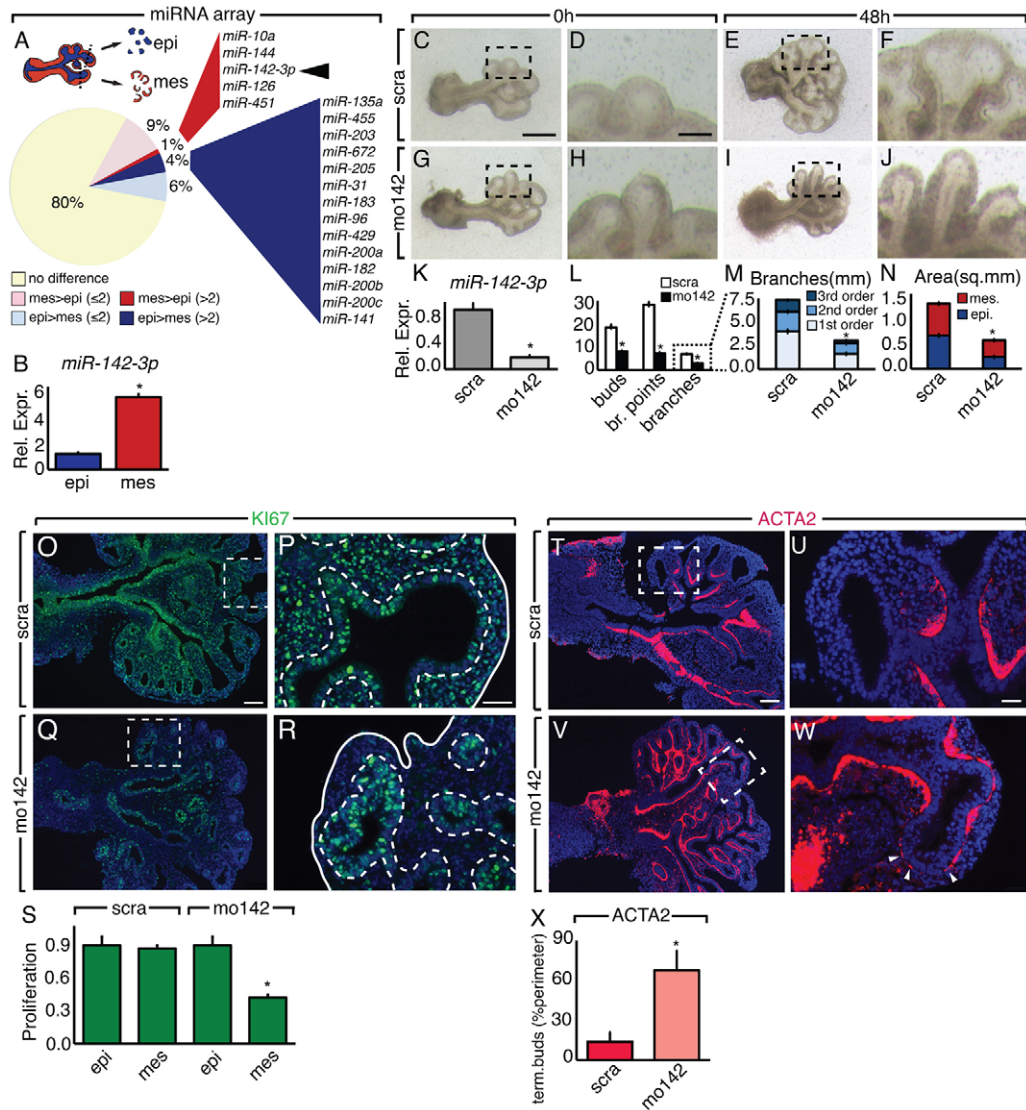 miRNA array
A
epi
mes
miR-10a
miR-144
miR-142-3p
miR-126
miR-451
miR-135a
miR-455
miR-203
miR-672
miR-205
miR-31
miR-183
miR-96
miR-429
miR-200a
miR-182
miR-200b
miR-200c
miR-141
9%
1%
4%
6%
80%
no difference
mes>epi (≤2)
mes>epi (>2)
epi>mes (≤2)
epi>mes (>2)
B
miR-142-3p
Rel. Expr.
6
4
2
0
*
epi
mes
0h
48h
scra
C
D
E
F
mo142
G
H
I
J
K
miR-142-3p
Rel. Expr.
0.8
0.4
0.0
*
scra
mo142
L
30
20
10
0
scra
mo142
*
*
*
buds
br. points
branches
M
Branches(mm)
7.5
5.0
2.5
0.0
3rd order
2nd order
1st order
*
scra
mo142
N
Area(sq.mm)
1.5
1.0
0.5
0.0
mes.
epi.
*
scra
mo142
KI67
scra
O
P
mo142
Q
R
ACTA2
scra
T
U
mo142
V
W
S
scra
mo142
Proliferation
0.9
0.6
0.3
0.0
*
epi
mes
epi
mes
X
ACTA2
term.buds (%perimeter)
90
60
30
0
*
scra
mo142